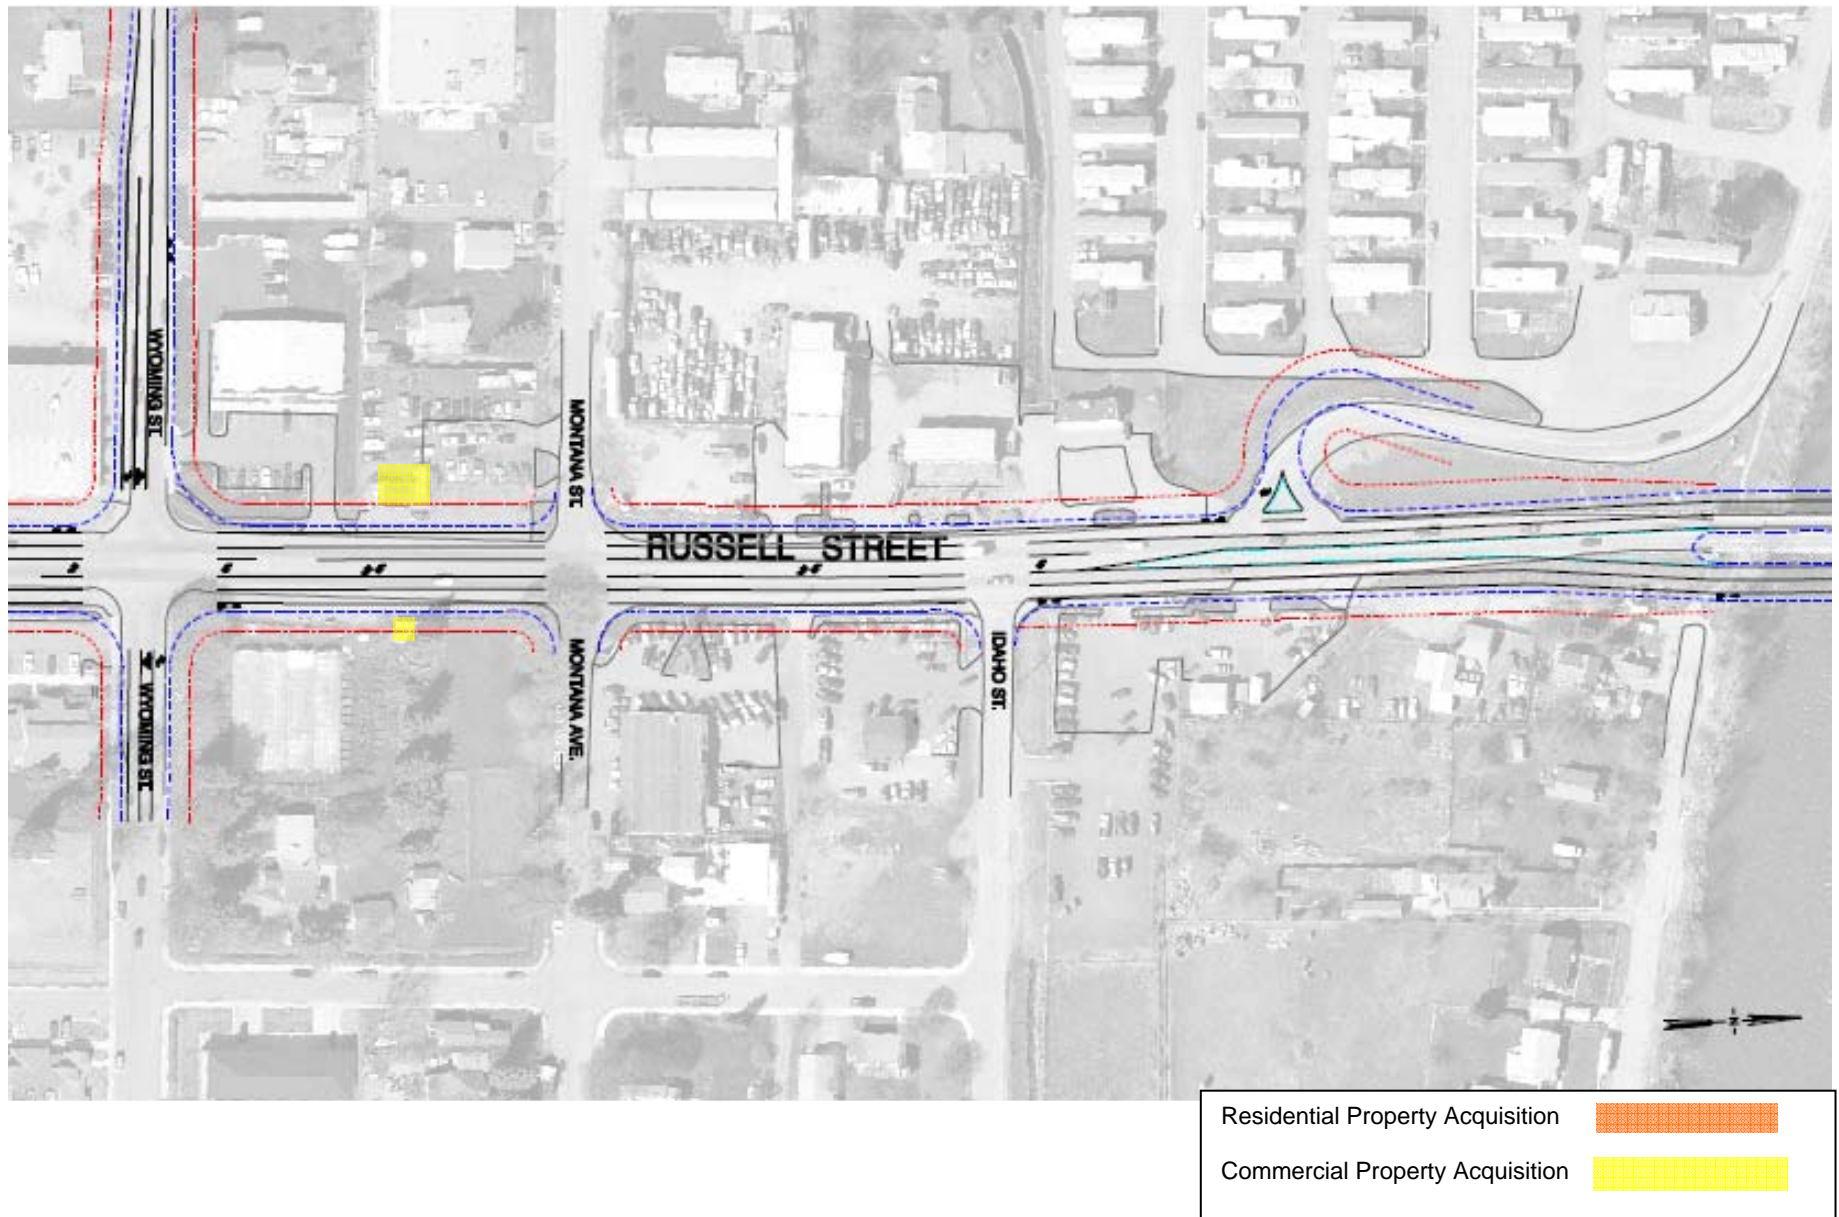 WYOMING ST.
MONTANA ST.
RUSSELL STREET
WYOMING ST.
MONTANA AVE.
IDAHO ST.
N
Residential Property Acquisition
Commercial Property Acquisition